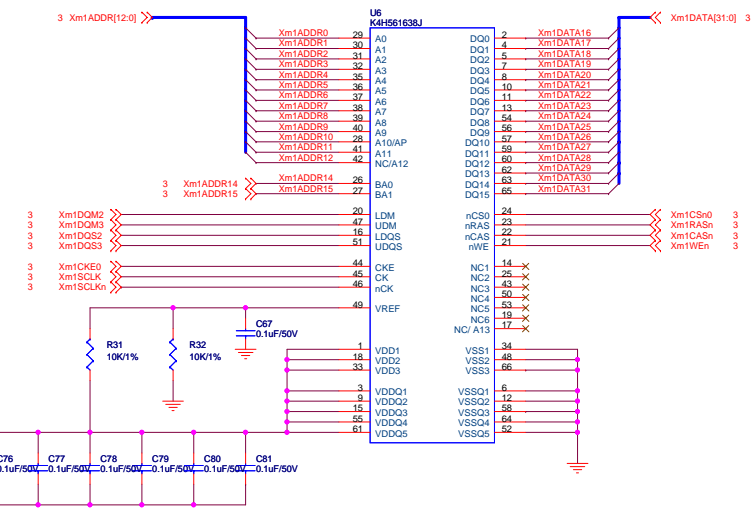 U6
K4H561638J
3 Xm1ADDR[12:0]
Xm1DATA[31:0] 3
Xm1ADDR0 29 A0 DQ0 2 Xm1DATA16
Xm1ADDR1 30 A1 DQ1 4 Xm1DATA17
Xm1ADDR2 31 A2 DQ2 5 Xm1DATA18
Xm1ADDR3 32 A3 DQ3 7 Xm1DATA19
Xm1ADDR4 35 A4 DQ4 8 Xm1DATA20
Xm1ADDR5 36 A5 DQ5 10 Xm1DATA21
Xm1ADDR6 37 A6 DQ6 11 Xm1DATA22
Xm1ADDR7 38 A7 DQ7 13 Xm1DATA23
Xm1ADDR8 39 A8 DQ8 54 Xm1DATA24
Xm1ADDR9 40 A9 DQ9 56 Xm1DATA25
Xm1ADDR10 28 A10/AP DQ10 57 Xm1DATA26
Xm1ADDR11 41 A11 DQ11 59 Xm1DATA27
Xm1ADDR12 42 NC/A12 DQ12 60 Xm1DATA28
DQ13 62 Xm1DATA29
3 Xm1ADDR14 Xm1ADDR14 26 BA0 DQ14 63 Xm1DATA30
3 Xm1ADDR15 Xm1ADDR15 27 BA1 DQ15 65 Xm1DATA31
3 Xm1DQM2 20 LDM nCS0 24 Xm1CSn0 3
3 Xm1DQM3 47 UDM nRAS 23 Xm1RASn 3
3 Xm1DQS2 16 LDQS nCAS 22 Xm1CASn 3
3 Xm1DQS3 51 UDQS nWE 21 Xm1WEn 3
3 Xm1CKE0 44 CKE NC1 14
3 Xm1SCLK 45 CK NC2 25
3 Xm1SCLKn 46 nCK NC3 43
NC4 50
49 VREF NC5 53
NC6 19
NC/ A13 17
C67
0.1uF/50V
R31
10K/1%
R32
10K/1%
1 VDD1 VSS1 34
18 VDD2 VSS2 48
33 VDD3 VSS3 66
3 VDDQ1 VSSQ1 6
9 VDDQ2 VSSQ2 12
15 VDDQ3 VSSQ3 58
55 VDDQ4 VSSQ4 64
61 VDDQ5 VSSQ5 52
C76 C77 C78 C79 C80 C81
0.1uF/50V 0.1uF/50V 0.1uF/50V 0.1uF/50V 0.1uF/50V 0.1uF/50V